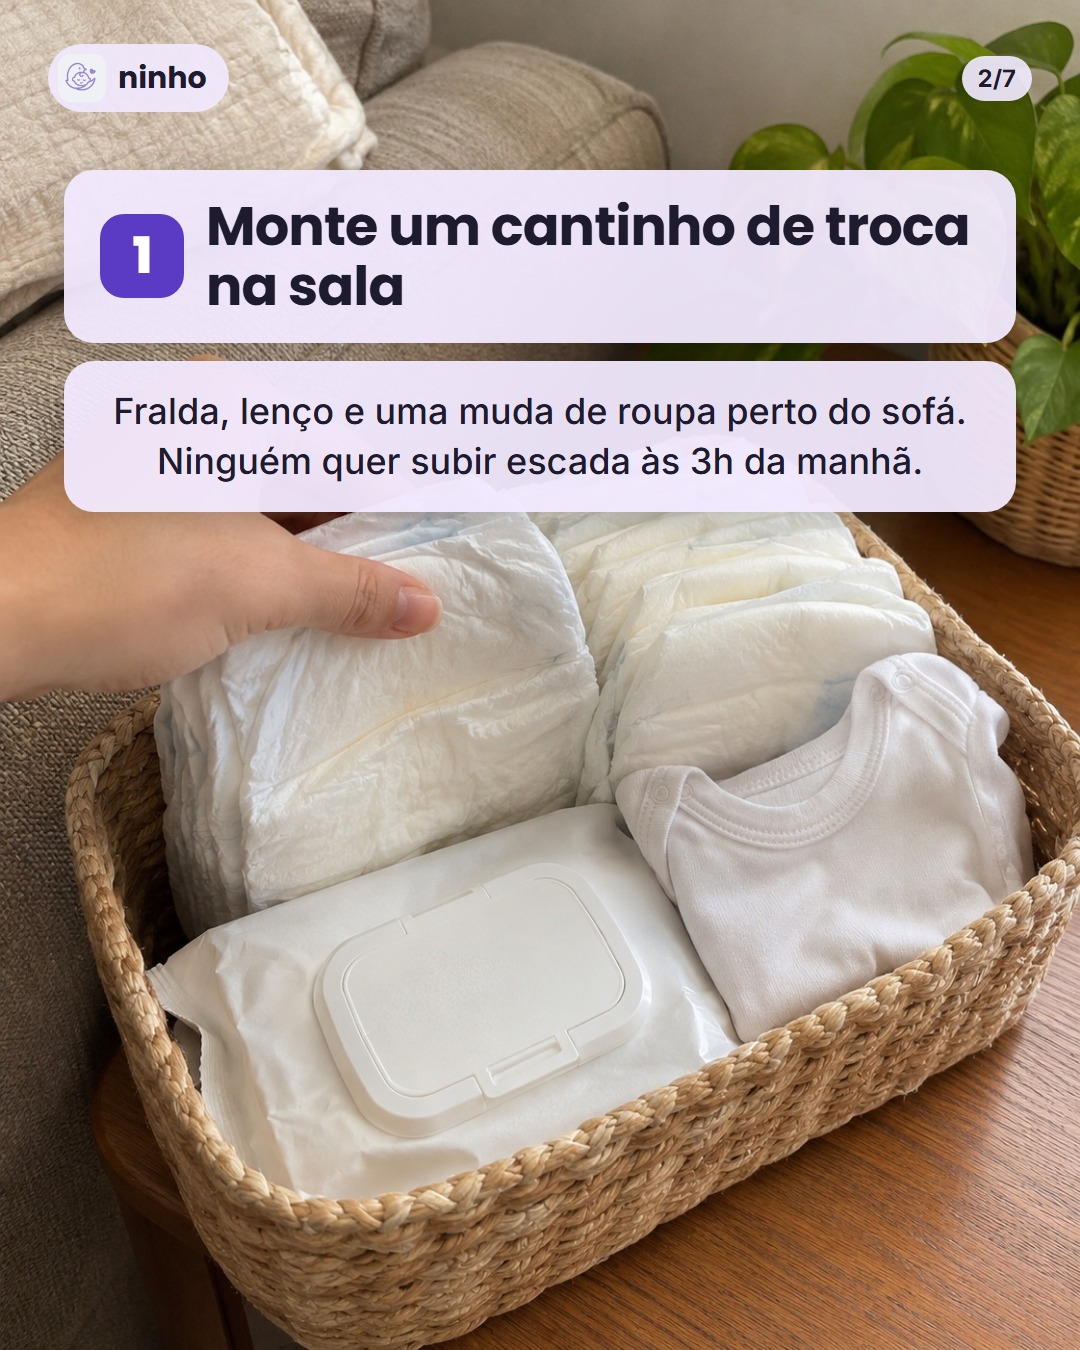 ninho
2/7
1
Monte um cantinho de troca
na sala
Fralda, lenço e uma muda de roupa perto do sofá.
Ninguém quer subir escada às 3h da manhã.